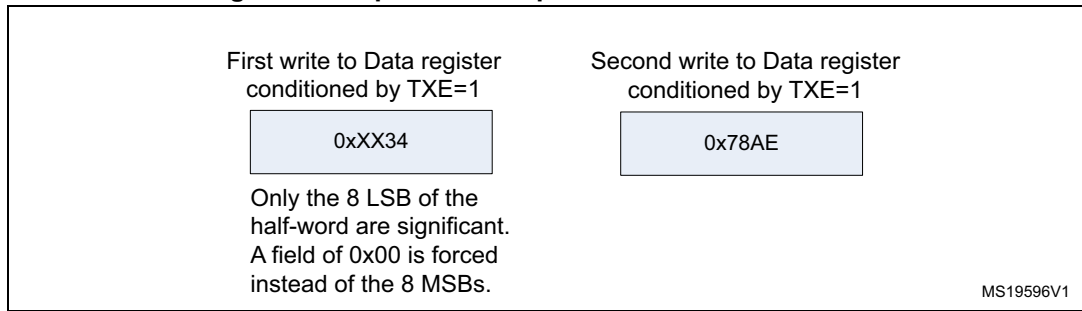 First write to Data register
conditioned by TXE=1
0xXX34
Only the 8 LSB of the
half-word are significant.
A field of 0x00 is forced
instead of the 8 MSBs.
Second write to Data register
conditioned by TXE=1
0x78AE
MS19596V1